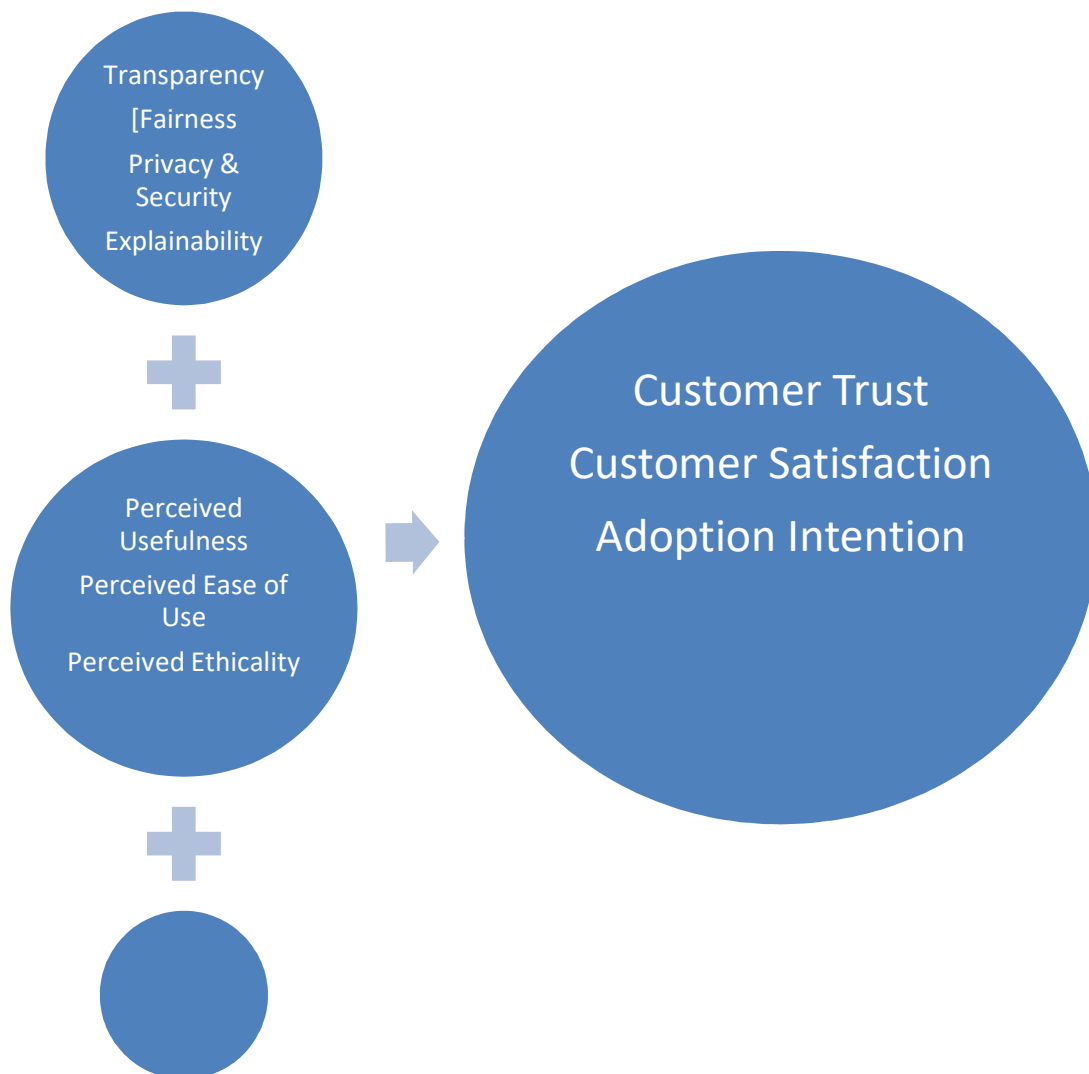 Transparency
[Fairness
Privacy &
Security
Explainability
Perceived
Usefulness
Perceived Ease of
Use
Perceived Ethicality
Customer Trust
Customer Satisfaction
Adoption Intention